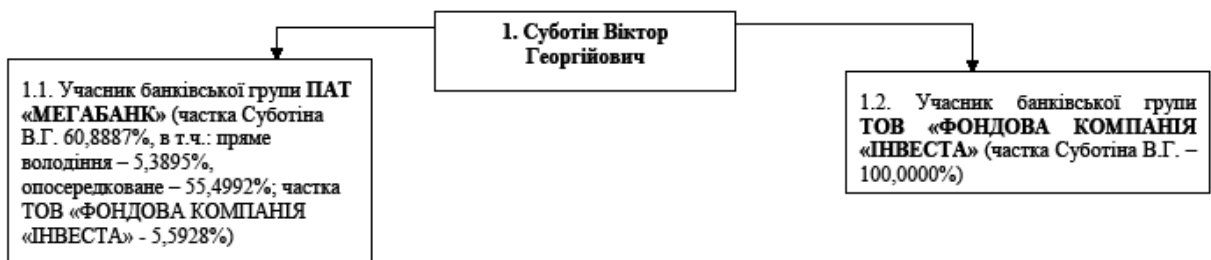 1. Суботін Віктор
Георгійович
1.1. Учасник банківської групи ПАТ
«МЕГАБАНК» (частка Суботіна
В.Г. 60,8887%, в т.ч.: пряме
володіння – 5,3895%,
опосередковане – 55,4992%; частка
ТОВ «ФОНДОВА КОМПАНІЯ
«ІНВЕСТА» - 5,5928%)
1.2. Учасник банківської групи
ТОВ «ФОНДОВА КОМПАНІЯ
«ІНВЕСТА» (частка Суботіна В.Г. –
100,0000%)